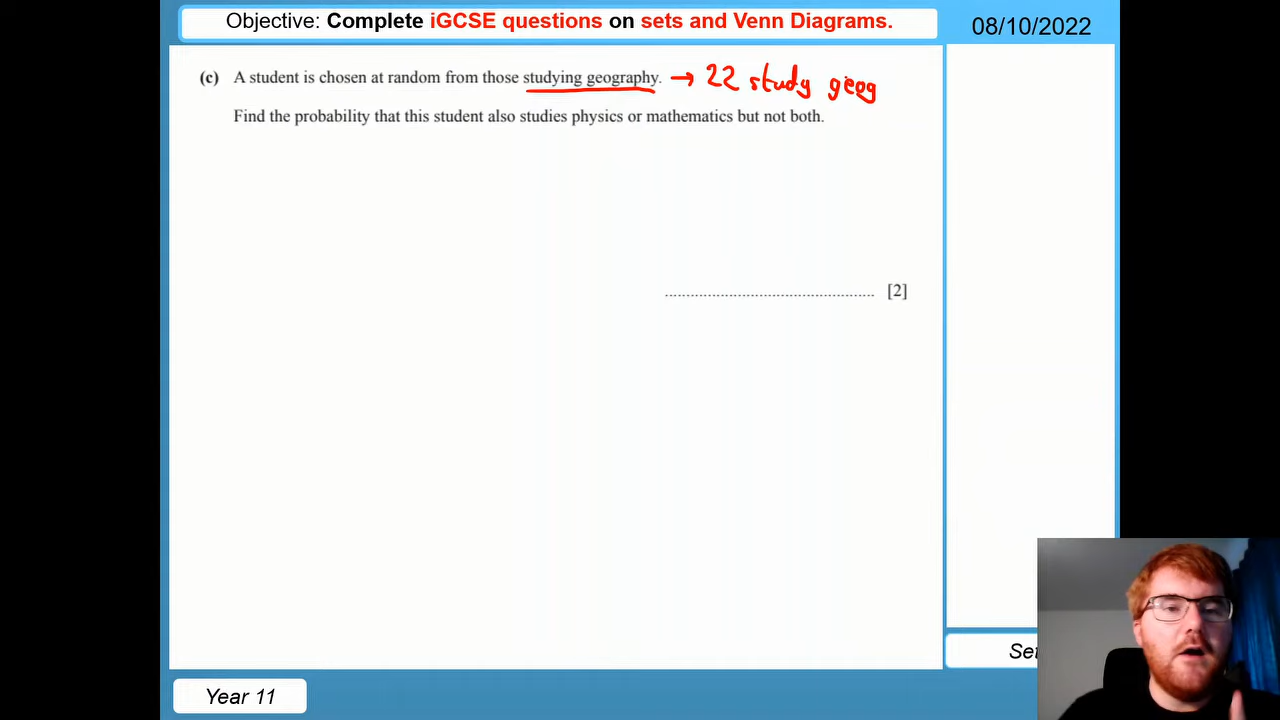 Objective: Complete iGCSE questions on sets and Venn Diagrams.
08/10/2022
(c) A student is chosen at random from those studying geography. → 22 study geog
Find the probability that this student also studies physics or mathematics but not both.
................................................ [2]
Set
Year 11